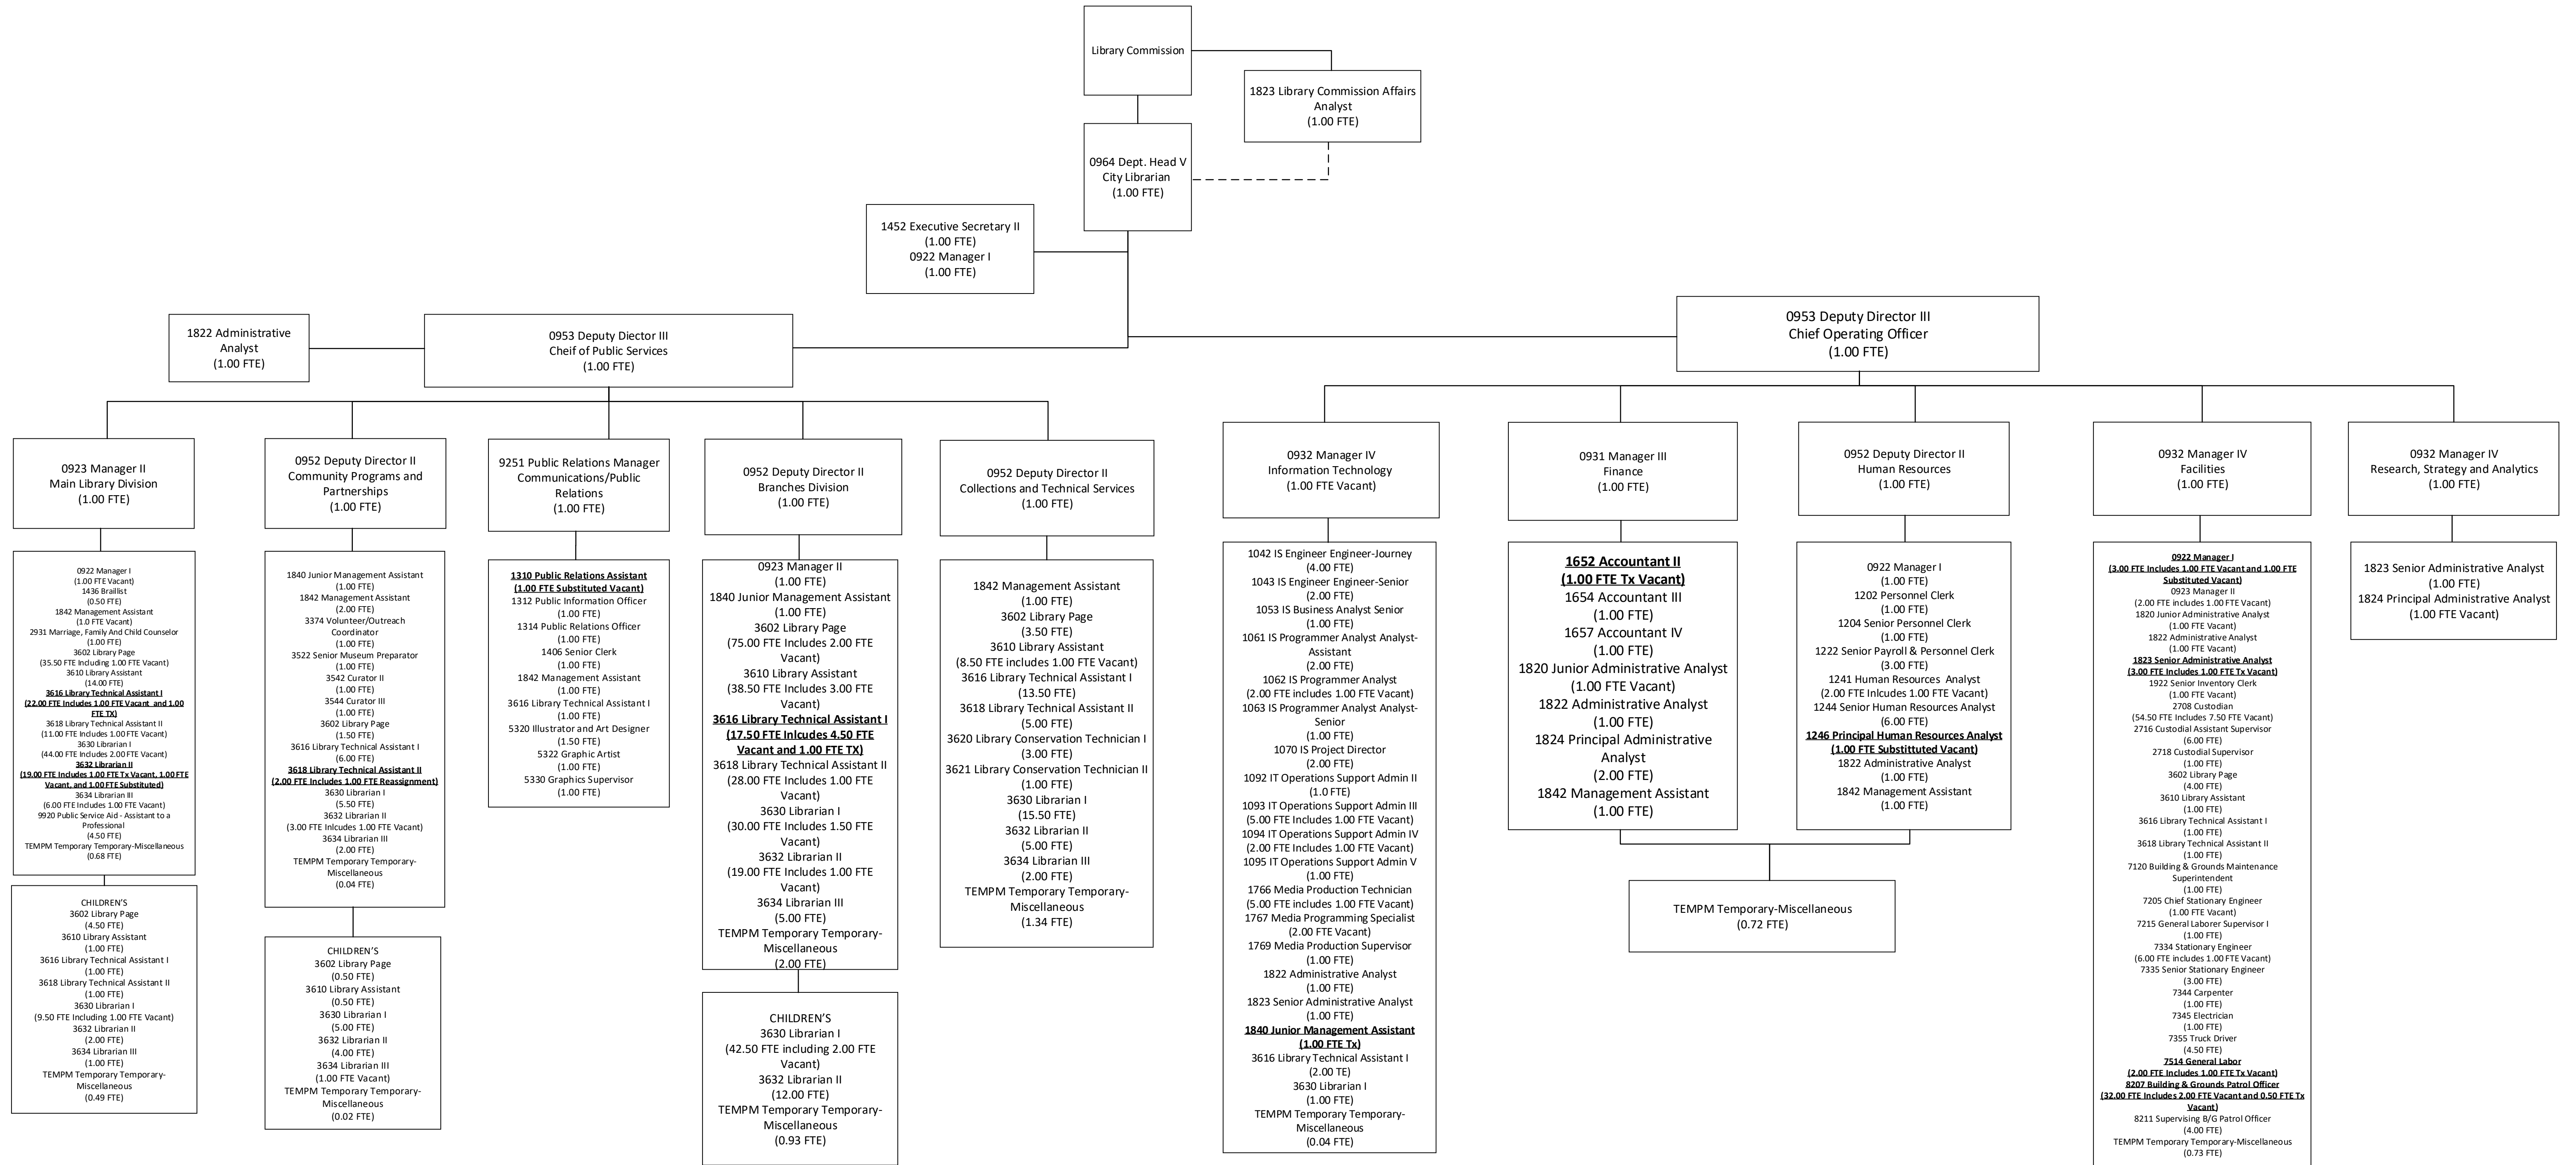 Library Commission
1823 Library Commission Affairs
Analyst
(1.00 FTE)
0964 Dept. Head V
City Librarian
(1.00 FTE)
1452 Executive Secretary II
(1.00 FTE)
0922 Manager I
(1.00 FTE)
1822 Administrative
Analyst
(1.00 FTE)
0953 Deputy Diector III
Cheif of Public Services
(1.00 FTE)
0953 Deputy Director III
Chief Operating Officer
(1.00 FTE)
0923 Manager II
Main Library Division
(1.00 FTE)
0952 Deputy Director II
Community Programs and
Partnerships
(1.00 FTE)
9251 Public Relations Manager
Communications/Public
Relations
(1.00 FTE)
0952 Deputy Director II
Branches Division
(1.00 FTE)
0952 Deputy Director II
Collections and Technical Services
(1.00 FTE)
0932 Manager IV
Information Technology
(1.00 FTE Vacant)
0931 Manager III
Finance
(1.00 FTE)
0952 Deputy Director II
Human Resources
(1.00 FTE)
0932 Manager IV
Facilities
(1.00 FTE)
0932 Manager IV
Research, Strategy and Analytics
(1.00 FTE)
0922 Manager I
(1.00 FTE Vacant)
1436 Braillist
(0.50 FTE)
1842 Management Assistant
(1.0 FTE Vacant)
2931 Marriage, Family And Child Counselor
(1.00 FTE)
3602 Library Page
(35.50 FTE Including 1.00 FTE Vacant)
3610 Library Assistant
(14.00 FTE)
3616 Library Technical Assistant I
(22.00 FTE Includes 1.00 FTE Vacant and 1.00
FTE TX)
3618 Library Technical Assistant II
(11.00 FTE Includes 1.00 FTE Vacant)
3630 Librarian I
(44.00 FTE Includes 2.00 FTE Vacant)
3632 Librarian II
(19.00 FTE Includes 1.00 FTE Tx Vacant, 1.00 FTE
Vacant, and 1.00 FTE Substituted)
3634 Librarian III
(6.00 FTE Includes 1.00 FTE Vacant)
9920 Public Service Aid - Assistant to a
Professional
(4.50 FTE)
TEMPM Temporary Temporary-Miscellaneous
(0.68 FTE)
CHILDREN'S
3602 Library Page
(4.50 FTE)
3610 Library Assistant
(1.00 FTE)
3616 Library Technical Assistant I
(1.00 FTE)
3618 Library Technical Assistant II
(1.00 FTE)
3630 Librarian I
(9.50 FTE Including 1.00 FTE Vacant)
3632 Librarian II
(2.00 FTE)
3634 Librarian III
(1.00 FTE)
TEMPM Temporary Temporary-
Miscellaneous
(0.49 FTE)
1840 Junior Management Assistant
(1.00 FTE)
1842 Management Assistant
(2.00 FTE)
3374 Volunteer/Outreach
Coordinator
(1.00 FTE)
3522 Senior Museum Preparator
(1.00 FTE)
3542 Curator II
(1.00 FTE)
3544 Curator III
(1.00 FTE)
3602 Library Page
(1.50 FTE)
3616 Library Technical Assistant I
(6.00 FTE)
3618 Library Technical Assistant II
(2.00 FTE Includes 1.00 FTE Reassignment)
3630 Librarian I
(5.50 FTE)
3632 Librarian II
(3.00 FTE Inlcudes 1.00 FTE Vacant)
3634 Librarian III
(2.00 FTE)
TEMPM Temporary Temporary-
Miscellaneous
(0.04 FTE)
CHILDREN'S
3602 Library Page
(0.50 FTE)
3610 Library Assistant
(0.50 FTE)
3630 Librarian I
(5.00 FTE)
3632 Librarian II
(4.00 FTE)
3634 Librarian III
(1.00 FTE Vacant)
TEMPM Temporary Temporary-
Miscellaneous
(0.02 FTE)
1310 Public Relations Assistant
(1.00 FTE Substituted Vacant)
1312 Public Information Officer
(1.00 FTE)
1314 Public Relations Officer
(1.00 FTE)
1406 Senior Clerk
(1.00 FTE)
1842 Management Assistant
(1.00 FTE)
3616 Library Technical Assistant I
(1.00 FTE)
5320 Illustrator and Art Designer
(1.50 FTE)
5322 Graphic Artist
(1.00 FTE)
5330 Graphics Supervisor
(1.00 FTE)
0923 Manager II
(1.00 FTE)
1840 Junior Management Assistant
(1.00 FTE)
3602 Library Page
(75.00 FTE Includes 2.00 FTE
Vacant)
3610 Library Assistant
(38.50 FTE Includes 3.00 FTE
Vacant)
3616 Library Technical Assistant I
(17.50 FTE Inlcudes 4.50 FTE
Vacant and 1.00 FTE TX)
3618 Library Technical Assistant II
(28.00 FTE Includes 1.00 FTE
Vacant)
3630 Librarian I
(30.00 FTE Includes 1.50 FTE
Vacant)
3632 Librarian II
(19.00 FTE Includes 1.00 FTE
Vacant)
3634 Librarian III
(5.00 FTE)
TEMPM Temporary Temporary-
Miscellaneous
(2.00 FTE)
CHILDREN'S
3630 Librarian I
(42.50 FTE including 2.00 FTE
Vacant)
3632 Librarian II
(12.00 FTE)
TEMPM Temporary Temporary-
Miscellaneous
(0.93 FTE)
1842 Management Assistant
(1.00 FTE)
3602 Library Page
(3.50 FTE)
3610 Library Assistant
(8.50 FTE includes 1.00 FTE Vacant)
3616 Library Technical Assistant I
(13.50 FTE)
3618 Library Technical Assistant II
(5.00 FTE)
3620 Library Conservation Technician I
(3.00 FTE)
3621 Library Conservation Technician II
(1.00 FTE)
3630 Librarian I
(15.50 FTE)
3632 Librarian II
(5.00 FTE)
3634 Librarian III
(2.00 FTE)
TEMPM Temporary Temporary-
Miscellaneous
(1.34 FTE)
1042 IS Engineer Engineer-Journey
(4.00 FTE)
1043 IS Engineer Engineer-Senior
(2.00 FTE)
1053 IS Business Analyst Senior
(1.00 FTE)
1061 IS Programmer Analyst Analyst-
Assistant
(2.00 FTE)
1062 IS Programmer Analyst
(2.00 FTE includes 1.00 FTE Vacant)
1063 IS Programmer Analyst Analyst-
Senior
(1.00 FTE)
1070 IS Project Director
(2.00 FTE)
1092 IT Operations Support Admin II
(1.0 FTE)
1093 IT Operations Support Admin III
(5.00 FTE Includes 1.00 FTE Vacant)
1094 IT Operations Support Admin IV
(2.00 FTE Includes 1.00 FTE Vacant)
1095 IT Operations Support Admin V
(1.00 FTE)
1766 Media Production Technician
(5.00 FTE includes 1.00 FTE Vacant)
1767 Media Programming Specialist
(2.00 FTE Vacant)
1769 Media Production Supervisor
(1.00 FTE)
1822 Administrative Analyst
(1.00 FTE)
1823 Senior Administrative Analyst
(1.00 FTE)
1840 Junior Management Assistant
(1.00 FTE Tx)
3616 Library Technical Assistant I
(2.00 TE)
3630 Librarian I
(1.00 FTE)
TEMPM Temporary Temporary-
Miscellaneous
(0.04 FTE)
1652 Accountant II
(1.00 FTE Tx Vacant)
1654 Accountant III
(1.00 FTE)
1657 Accountant IV
(1.00 FTE)
1820 Junior Administrative Analyst
(1.00 FTE Vacant)
1822 Administrative Analyst
(1.00 FTE)
1824 Principal Administrative
Analyst
(2.00 FTE)
1842 Management Assistant
(1.00 FTE)
0922 Manager I
(1.00 FTE)
1202 Personnel Clerk
(1.00 FTE)
1204 Senior Personnel Clerk
(1.00 FTE)
1222 Senior Payroll & Personnel Clerk
(3.00 FTE)
1241 Human Resources Analyst
(2.00 FTE Inlcudes 1.00 FTE Vacant)
1244 Senior Human Resources Analyst
(6.00 FTE)
1246 Principal Human Resources Analyst
(1.00 FTE Substittuted Vacant)
1822 Administrative Analyst
(1.00 FTE)
1842 Management Assistant
(1.00 FTE)
TEMPM Temporary-Miscellaneous
(0.72 FTE)
0922 Manager I
(3.00 FTE Includes 1.00 FTE Vacant and 1.00 FTE
Substituted Vacant)
0923 Manager II
(2.00 FTE includes 1.00 FTE Vacant)
1820 Junior Administrative Analyst
(1.00 FTE Vacant)
1822 Administrative Analyst
(1.00 FTE Vacant)
1823 Senior Administrative Analyst
(3.00 FTE Includes 1.00 FTE Tx Vacant)
1922 Senior Inventory Clerk
(1.00 FTE Vacant)
2708 Custodian
(54.50 FTE Includes 7.50 FTE Vacant)
2716 Custodial Assistant Supervisor
(6.00 FTE)
2718 Custodial Supervisor
(1.00 FTE)
3602 Library Page
(4.00 FTE)
3610 Library Assistant
(1.00 FTE)
3616 Library Technical Assistant I
(1.00 FTE)
3618 Library Technical Assistant II
(1.00 FTE)
7120 Building & Grounds Maintenance
Superintendent
(1.00 FTE)
7205 Chief Stationary Engineer
(1.00 FTE Vacant)
7215 General Laborer Supervisor I
(1.00 FTE)
7334 Stationary Engineer
(6.00 FTE includes 1.00 FTE Vacant)
7335 Senior Stationary Engineer
(3.00 FTE)
7344 Carpenter
(1.00 FTE)
7345 Electrician
(1.00 FTE)
7355 Truck Driver
(4.50 FTE)
7514 General Labor
(2.00 FTE Includes 1.00 FTE Tx Vacant)
8207 Building & Grounds Patrol Officer
(32.00 FTE Includes 2.00 FTE Vacant and 0.50 FTE Tx
Vacant)
8211 Supervising B/G Patrol Officer
(4.00 FTE)
TEMPM Temporary Temporary-Miscellaneous
(0.73 FTE)
1823 Senior Administrative Analyst
(1.00 FTE)
1824 Principal Administrative Analyst
(1.00 FTE Vacant)